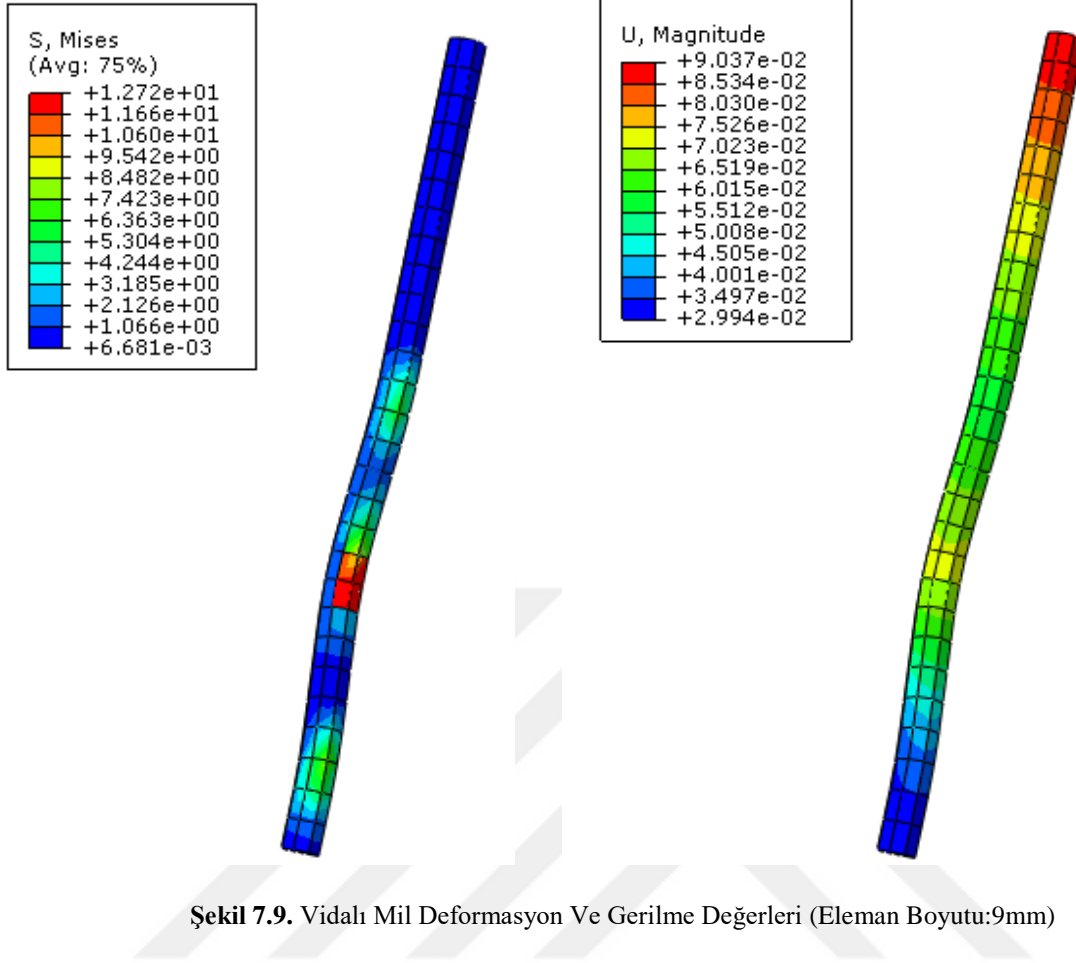 S, Mises
(Avg: 75%)
+1.272e+01
+1.166e+01
+1.060e+01
+9.542e+00
+8.482e+00
+7.423e+00
+6.363e+00
+5.304e+00
+4.244e+00
+3.185e+00
+2.126e+00
+1.066e+00
+6.681e-03
U, Magnitude
+9.037e-02
+8.534e-02
+8.030e-02
+7.526e-02
+7.023e-02
+6.519e-02
+6.015e-02
+5.512e-02
+5.008e-02
+4.505e-02
+4.001e-02
+3.497e-02
+2.994e-02
Şekil 7.9. Vidalı Mil Deformasyon Ve Gerilme Değerleri (Eleman Boyutu:9mm)